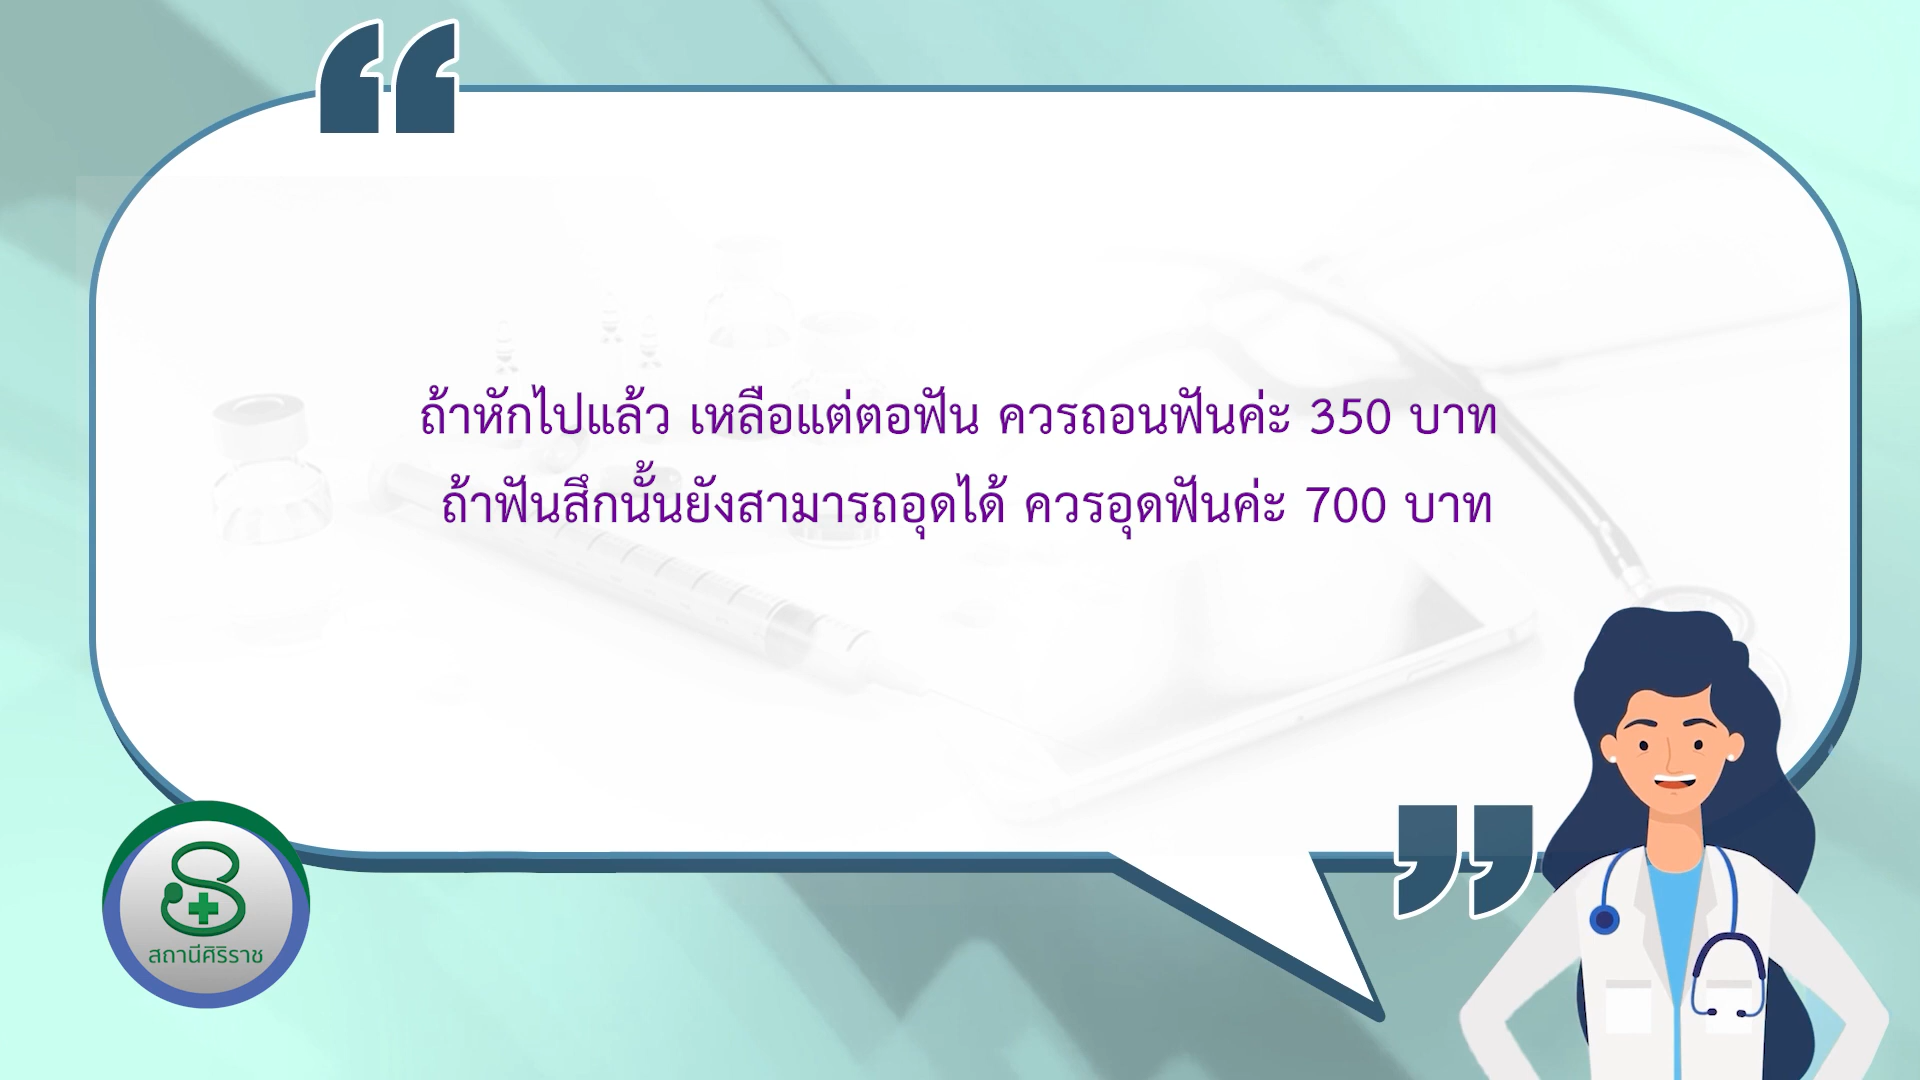 ถ้าหักไปแล้ว เหลือแต่ตอฟัน ควรถอนฟันค่ะ 350 บาท
ถ้าฟันสึกนั้นยังสามารถอุดได้ ควรอุดฟันค่ะ 700 บาท
สถานีศิริราช